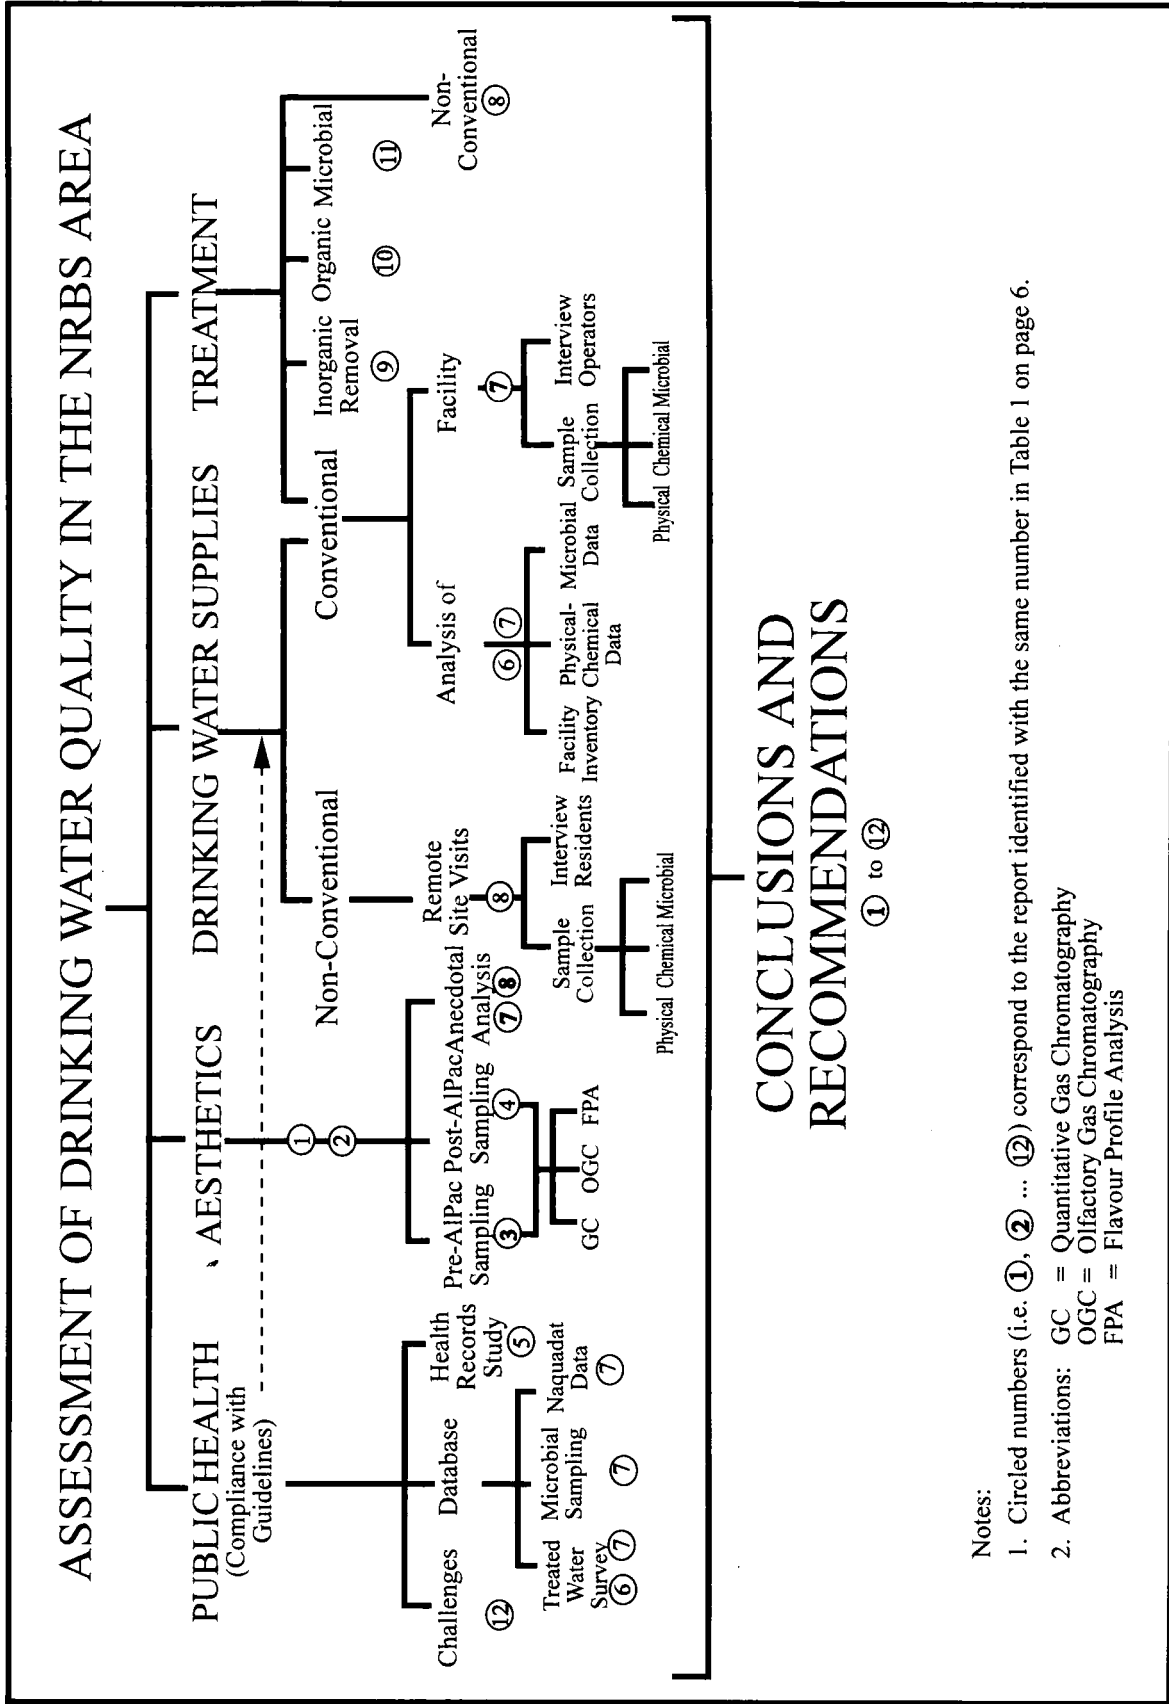 ASSESSMENT OF DRINKING WATER QUALITY IN THE NRBS AREA
PUBLIC HEALTH
(Compliance with
Guidelines)
AESTHETICS
DRINKING WATER SUPPLIES
TREATMENT
Challenges
⑫
Database
Health
Records
Study
⑤
Treated
Water
Survey
⑥ ⑦
Microbial
Sampling
⑦
Naquadat
Data
⑦
① ②
Pre-AlPac
Sampling
③
Post-AlPac
Sampling
④
Anecdotal
Analysis
⑦ ⑧
GC OGC FPA
Non-Conventional
Remote
Site Visits
⑧
Sample
Collection
Interview
Residents
Physical Chemical Microbial
Conventional
Analysis of
⑥ ⑦
Facility
Inventory
Physical-
Chemical
Data
Microbial
Data
Facility
⑦
Sample
Collection
Interview
Operators
Physical Chemical Microbial
Inorganic
Removal
⑨
Organic
⑩
Microbial
⑪
Non-
Conventional
⑧
CONCLUSIONS AND
RECOMMENDATIONS
① to ⑫
Notes:
1. Circled numbers (i.e. ①, ② ... ⑫) correspond to the report identified with the same number in Table 1 on page 6.
2. Abbreviations: GC = Quantitative Gas Chromatography
OGC = Olfactory Gas Chromatography
FPA = Flavour Profile Analysis